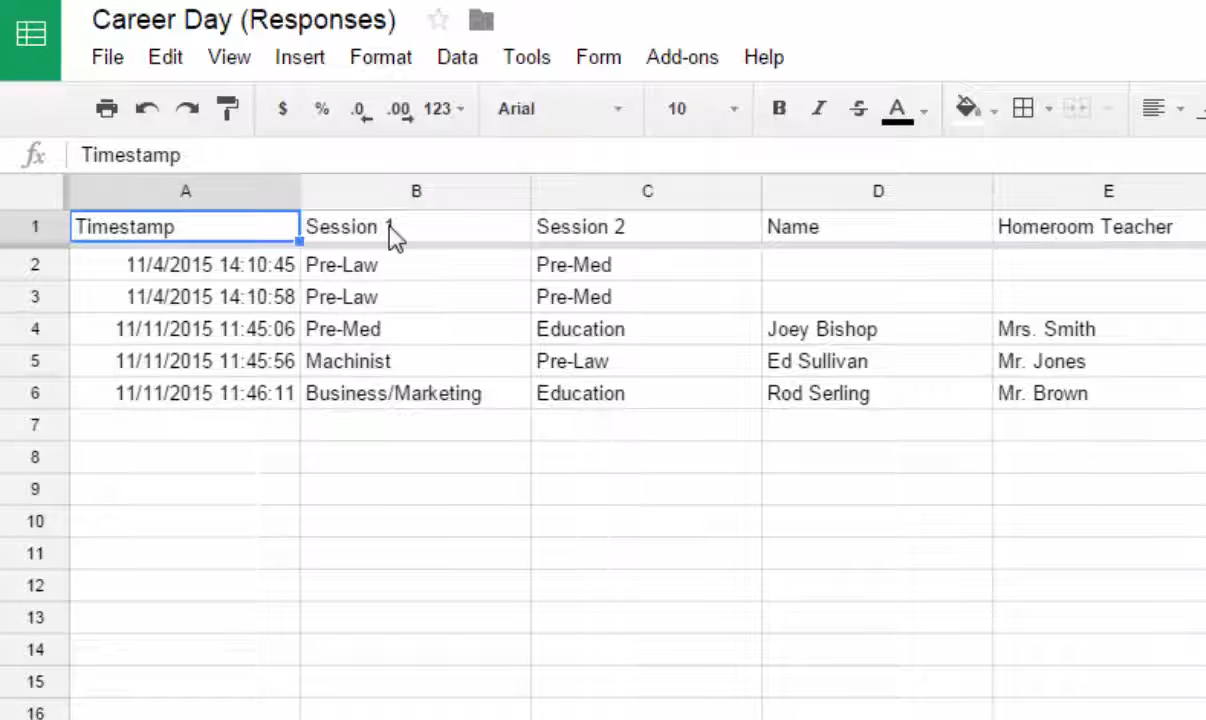 Career Day (Responses)
File Edit View Insert Format Data Tools Form Add-ons Help
$ % .0 .00 123 Arial 10 B I S A
fx Timestamp
A B C D E
1 Timestamp Session 1 Session 2 Name Homeroom Teacher
2 11/4/2015 14:10:45 Pre-Law Pre-Med
3 11/4/2015 14:10:58 Pre-Law Pre-Med
4 11/11/2015 11:45:06 Pre-Med Education Joey Bishop Mrs. Smith
5 11/11/2015 11:45:56 Machinist Pre-Law Ed Sullivan Mr. Jones
6 11/11/2015 11:46:11 Business/Marketing Education Rod Serling Mr. Brown
7
8
9
10
11
12
13
14
15
16